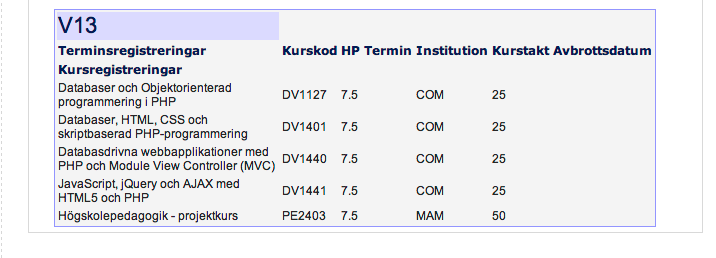 V13
Terminsregistreringar Kurskod HP Termin Institution Kurstakt Avbrottsdatum
Kursregistreringar
Databaser och Objektorienterad
programmering i PHP DV1127 7.5 COM 25
Databaser, HTML, CSS och
skriptbaserad PHP-programmering DV1401 7.5 COM 25
Databasdrivna webbapplikationer med
PHP och Module View Controller (MVC) DV1440 7.5 COM 25
JavaScript, jQuery och AJAX med
HTML5 och PHP DV1441 7.5 COM 25
Högskolepedagogik - projektkurs PE2403 7.5 MAM 50